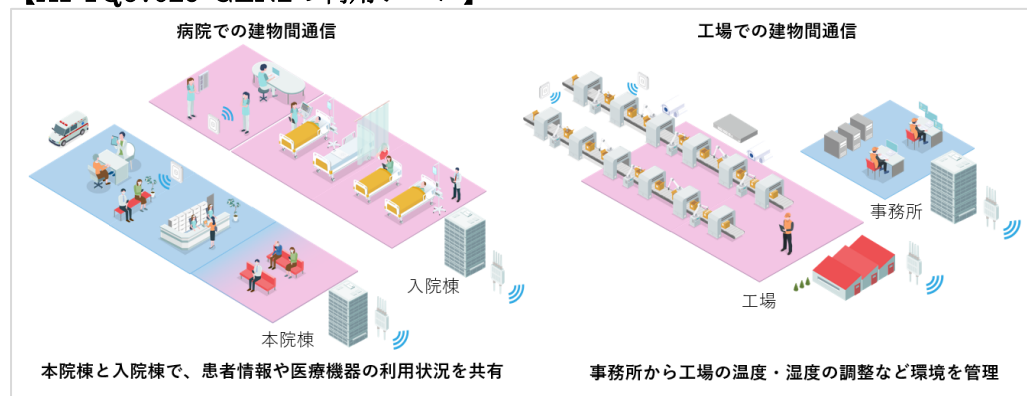 病院での建物間通信
工場での建物間通信
入院棟
本院棟
事務所
工場
本院棟と入院棟で、患者情報や医療機器の利用状況を共有
事務所から工場の温度・湿度の調整など環境を管理